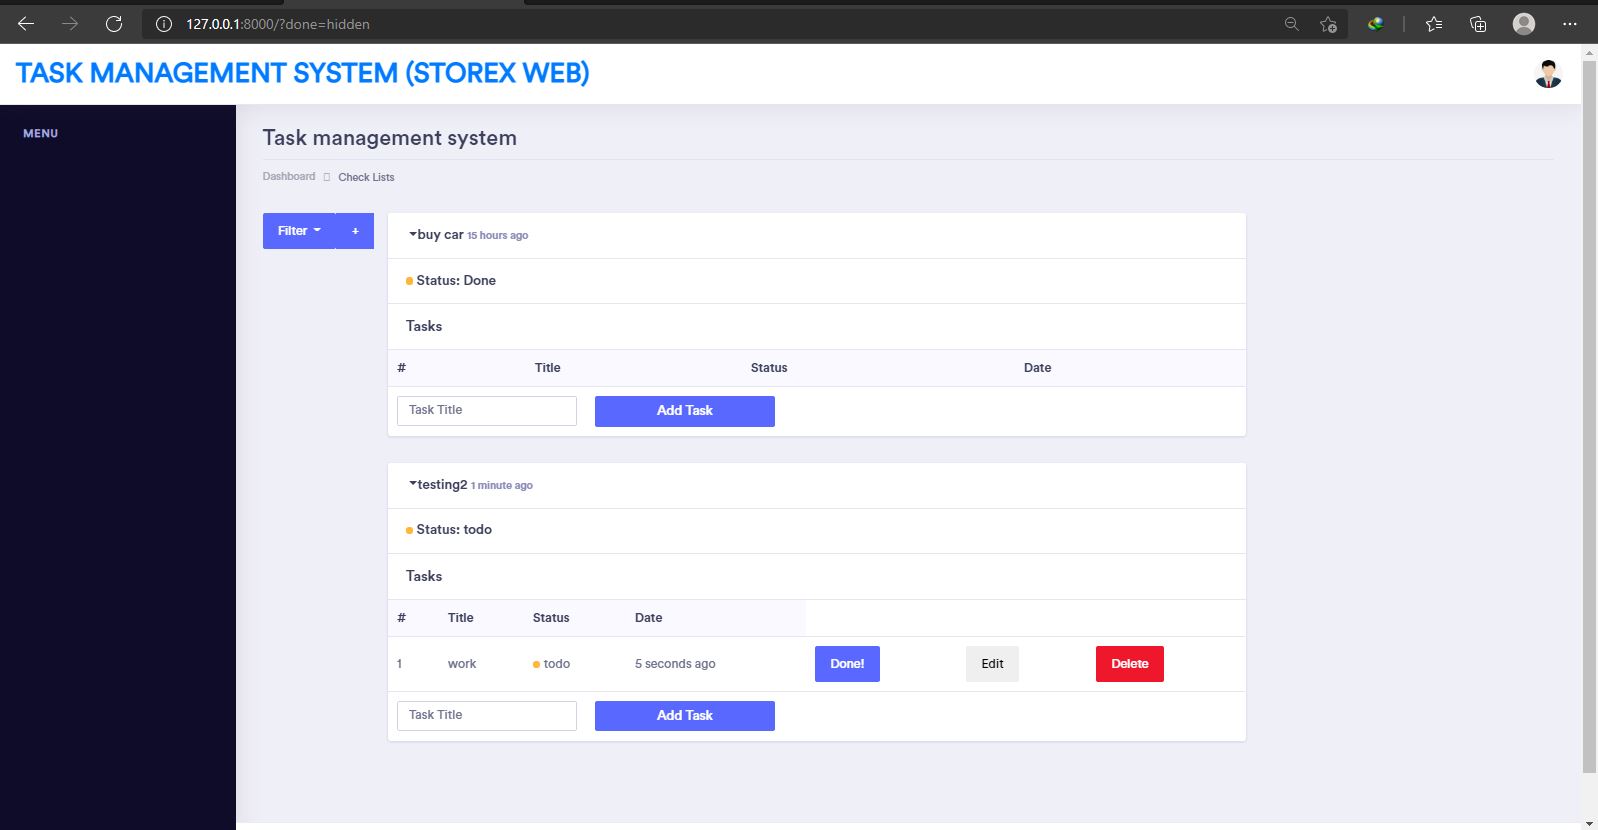 127.0.0.1:8000/?done=hidden
TASK MANAGEMENT SYSTEM (STOREX WEB)
MENU
Task management system
Dashboard Check Lists
Filter +
buy car 15 hours ago
Status: Done
Tasks
# Title Status Date
Task Title Add Task
testing2 1 minute ago
Status: todo
Tasks
# Title Status Date
1 work todo 5 seconds ago Done! Edit Delete
Task Title Add Task